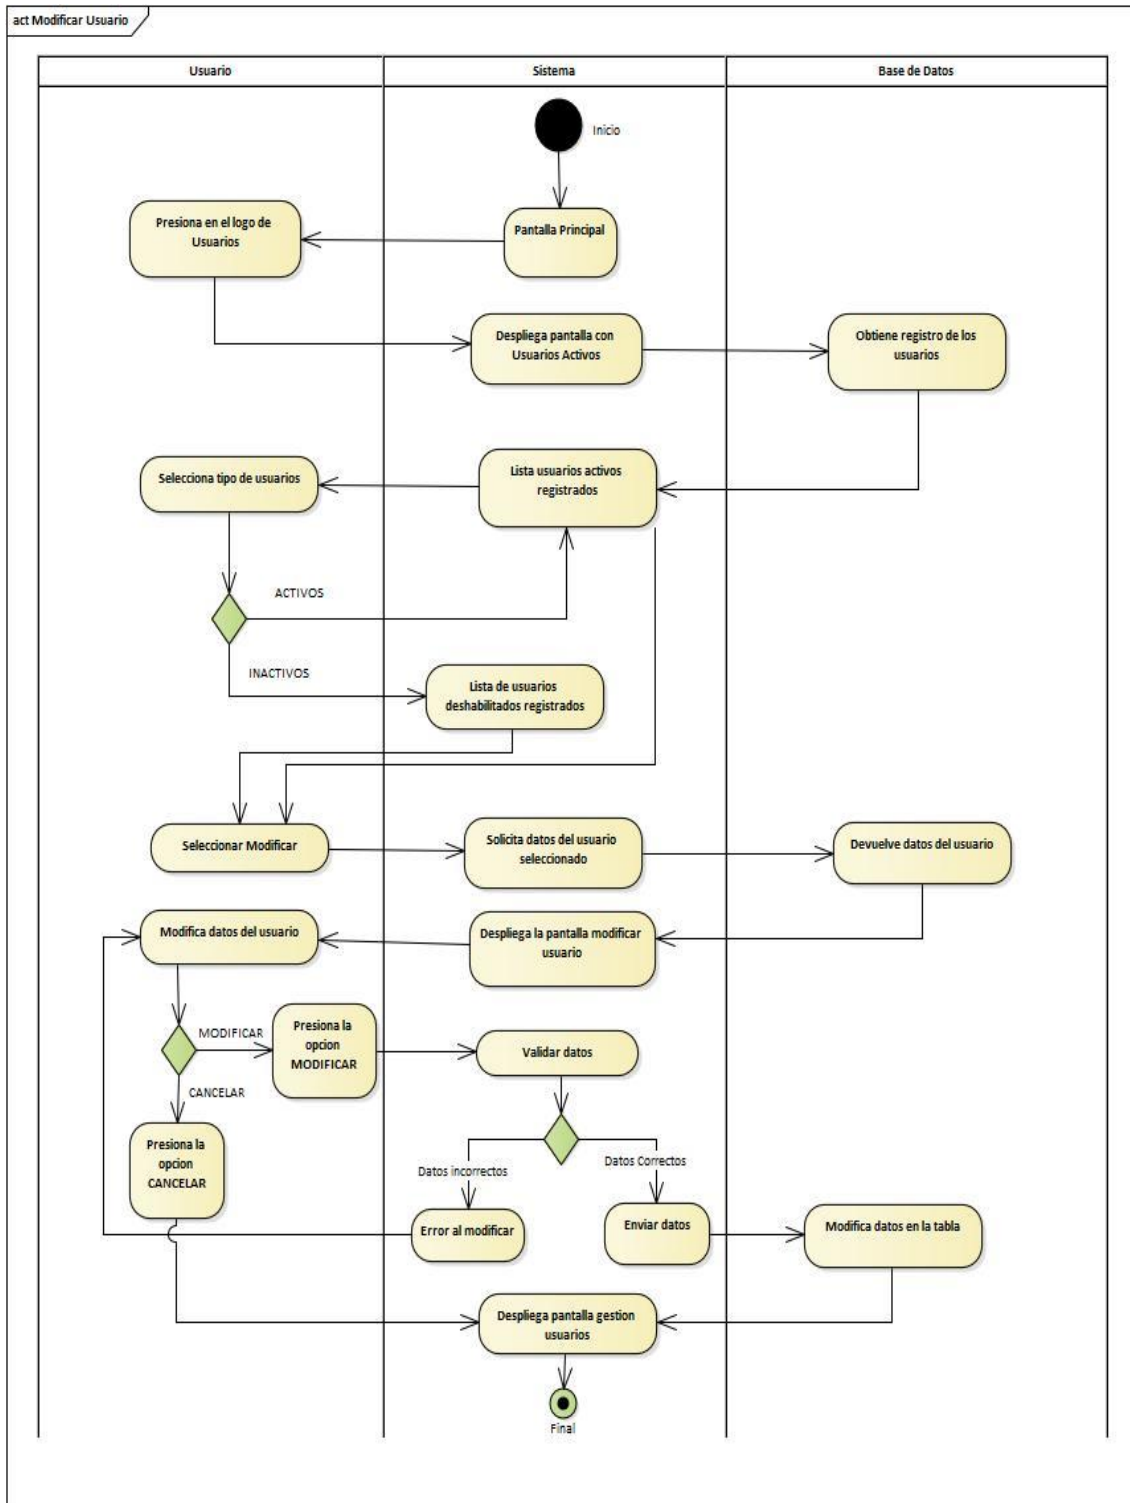 act Modificar Usuario
Usuario
Sistema
Base de Datos
Inicio
Presiona en el logo de
Usuarios
Pantalla Principal
Despliega pantalla con
Usuarios Activos
Obtiene registro de los
usuarios
Selecciona tipo de usuarios
Lista usuarios activos
registrados
ACTIVOS
INACTIVOS
Lista de usuarios
deshabilitados registrados
Seleccionar Modificar
Solicita datos del usuario
seleccionado
Devuelve datos del usuario
Modifica datos del usuario
Despliega la pantalla modificar
usuario
MODIFICAR
Presiona la
opcion
MODIFICAR
Validar datos
CANCELAR
Presiona la
opcion
CANCELAR
Datos incorrectos
Datos Correctos
Error al modificar
Enviar datos
Modifica datos en la tabla
Despliega pantalla gestion
usuarios
Final